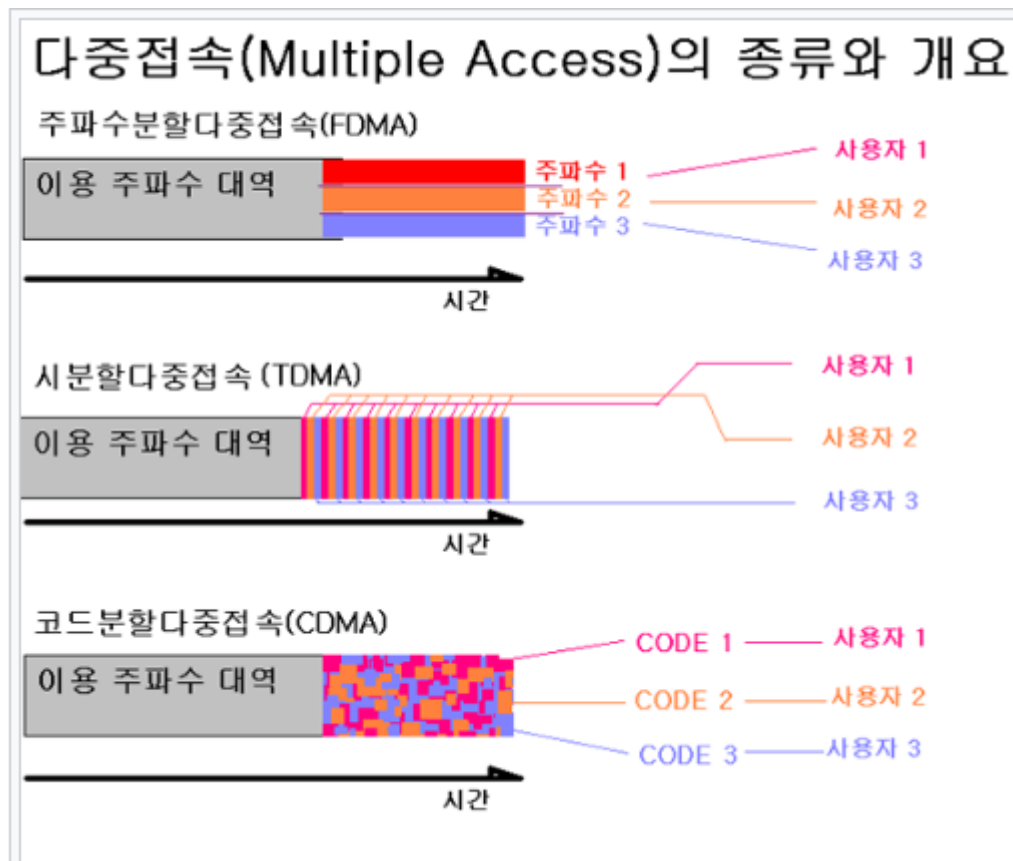 다중접속(Multiple Access)의 종류와 개요
주파수분할다중접속(FDMA)
이용 주파수 대역
주파수 1
사용자 1
주파수 2
사용자 2
주파수 3
사용자 3
시간
시분할다중접속 (TDMA)
이용 주파수 대역
사용자 1
사용자 2
사용자 3
시간
코드분할다중접속(CDMA)
이용 주파수 대역
CODE 1
사용자 1
CODE 2
사용자 2
CODE 3
사용자 3
시간